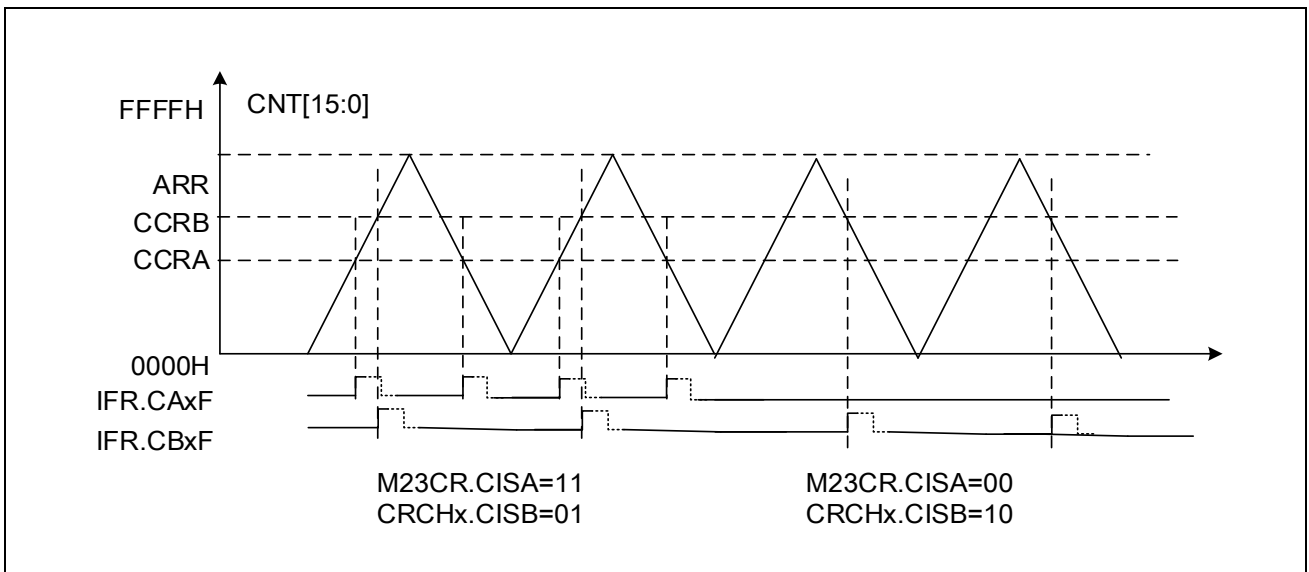 FFFFH
CNT[15:0]
ARR
CCRB
CCRA
0000H
IFR.CAxF
IFR.CBxF
M23CR.CISA=11
CRCHx.CISB=01
M23CR.CISA=00
CRCHx.CISB=10